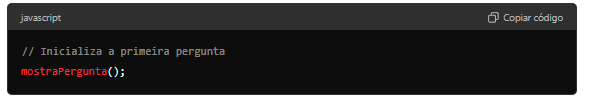 javascript
Copiar código
// Inicializa a primeira pergunta
mostraPergunta();